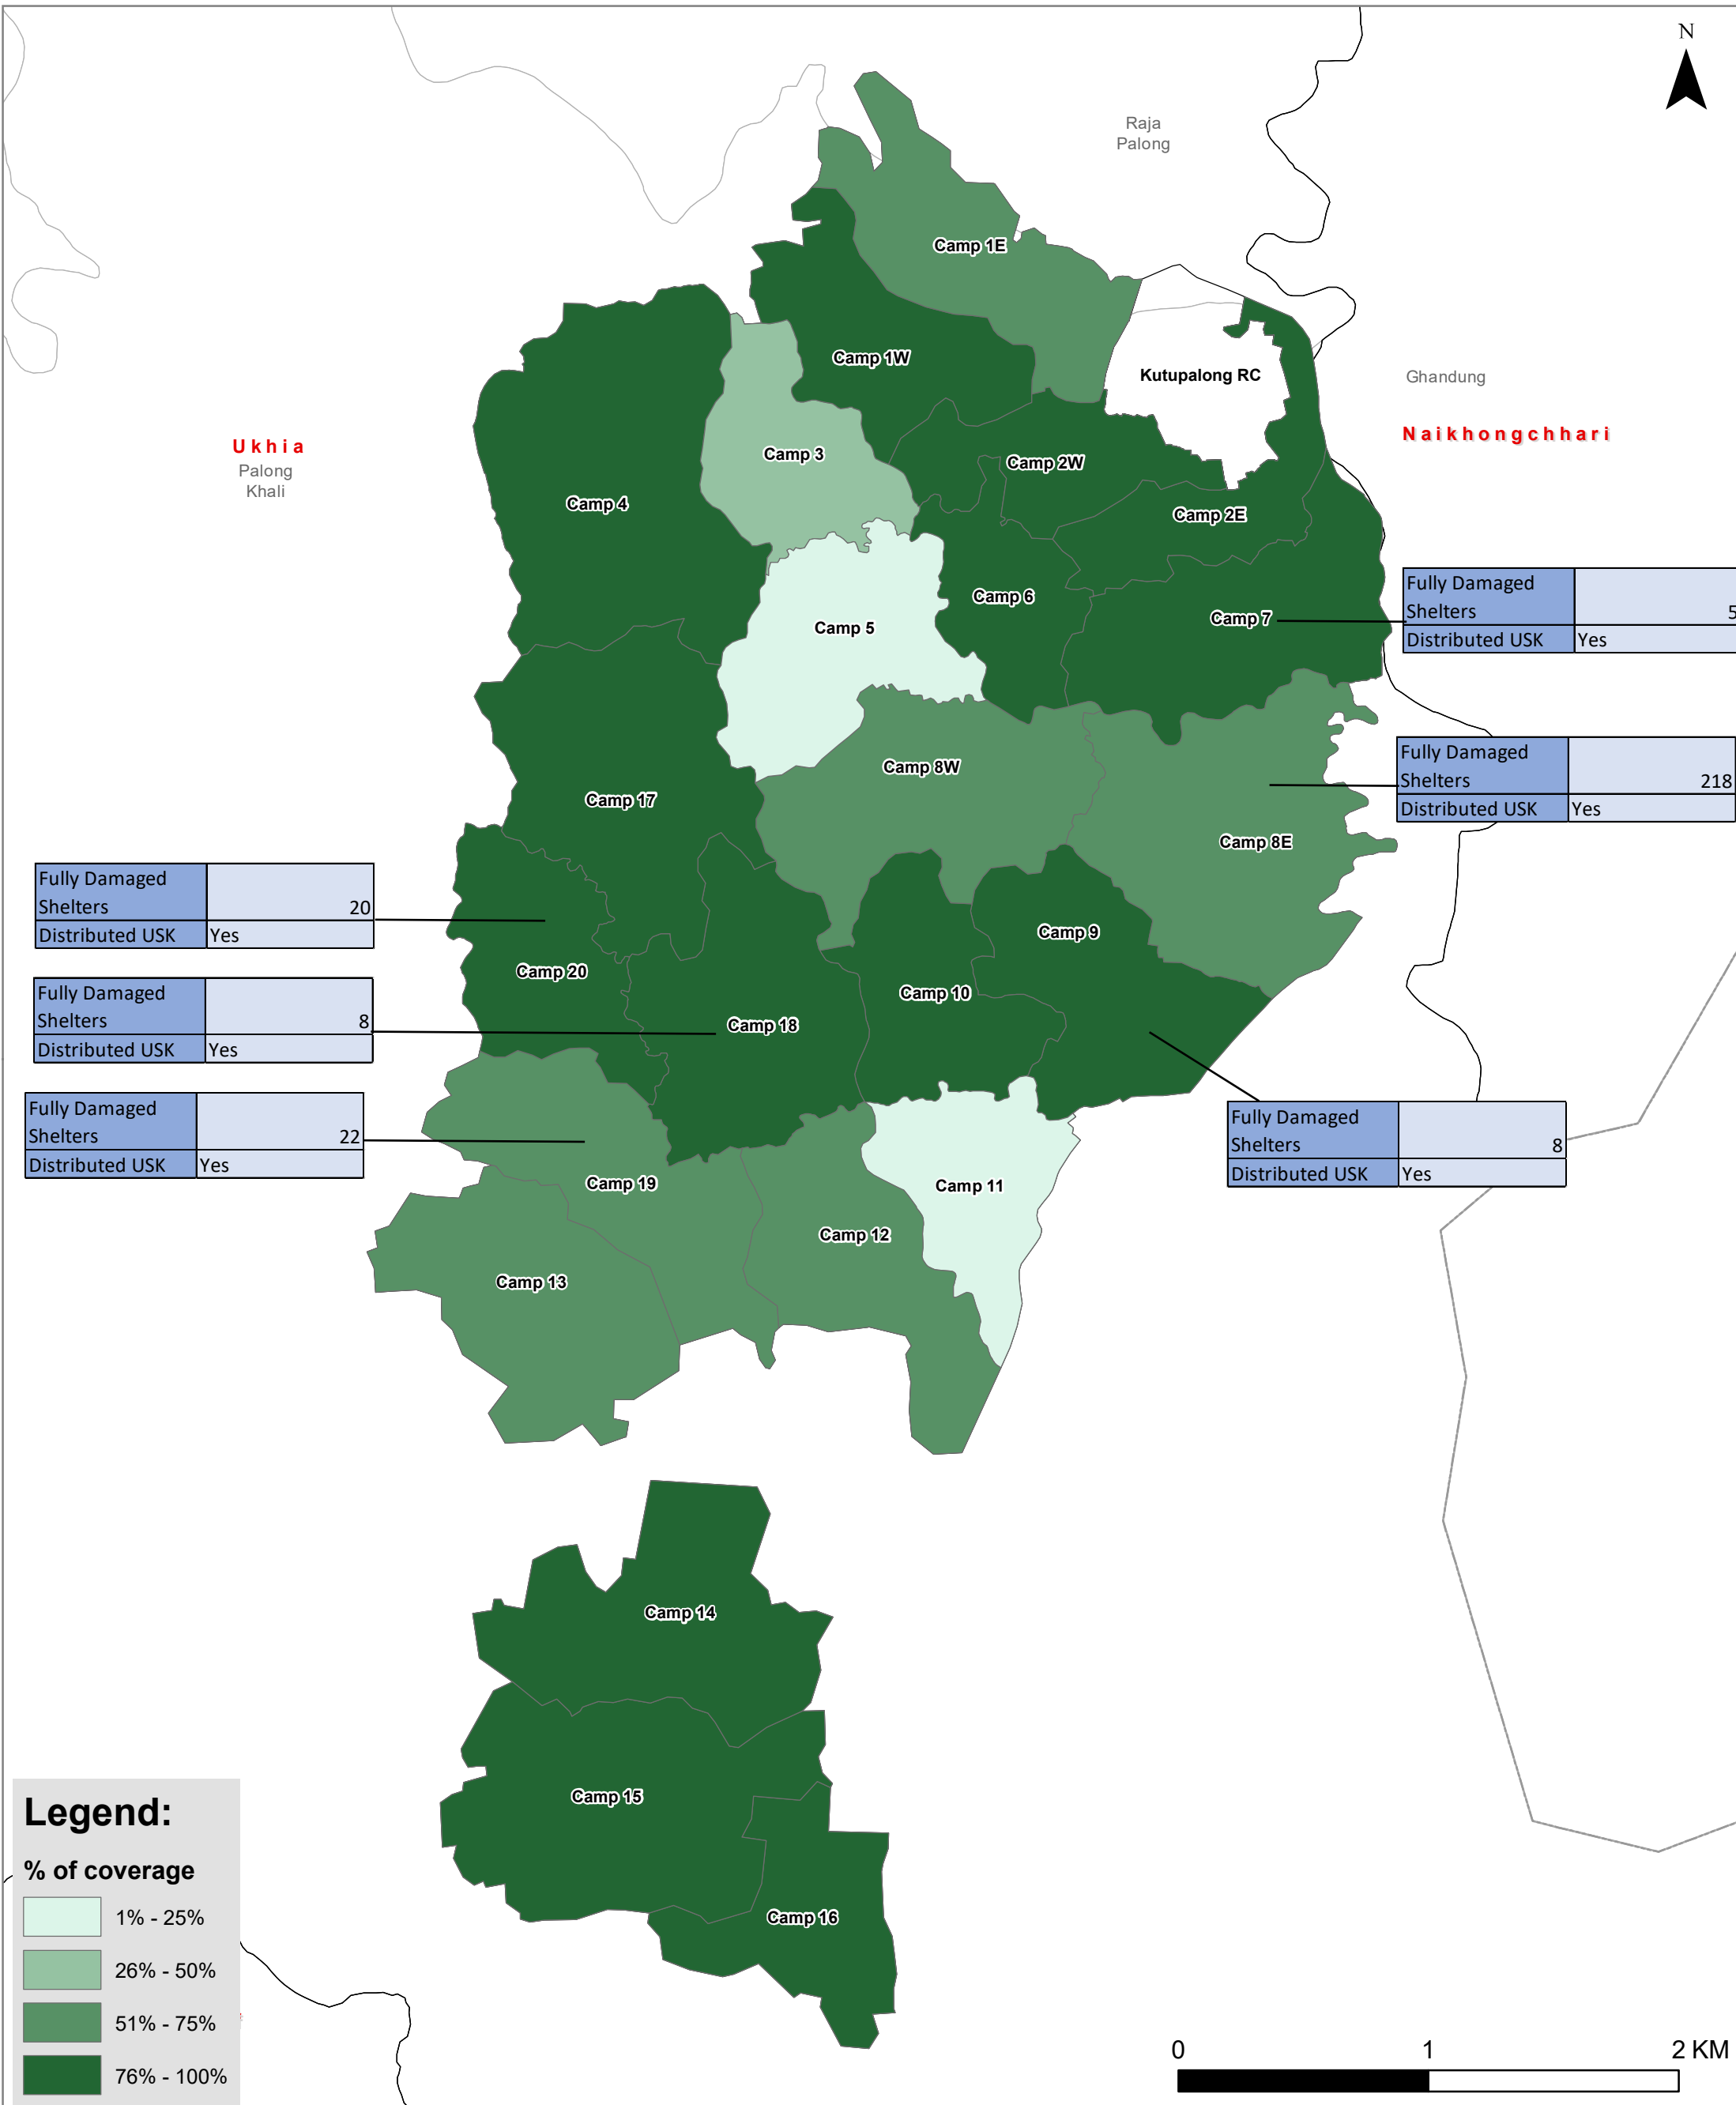 N
Raja
Palong
Camp 1E
Camp 1W
Kutupalong RC
Ghandung
Naikhongchhari
Ukhia
Palong
Khali
Camp 3
Camp 2W
Camp 4
Camp 2E
Camp 6
Camp 7
Fully Damaged
Shelters 5
Distributed USK Yes
Camp 5
Camp 8W
Fully Damaged
Shelters 218
Distributed USK Yes
Camp 17
Camp 8E
Fully Damaged
Shelters 20
Distributed USK Yes
Camp 9
Camp 20
Camp 10
Fully Damaged
Shelters 8
Distributed USK Yes
Camp 18
Fully Damaged
Shelters 22
Distributed USK Yes
Fully Damaged
Shelters 8
Distributed USK Yes
Camp 19
Camp 11
Camp 12
Camp 13
Camp 14
Camp 15
Camp 16
Legend:
% of coverage
1% - 25%
26% - 50%
51% - 75%
76% - 100%
0 1 2 KM